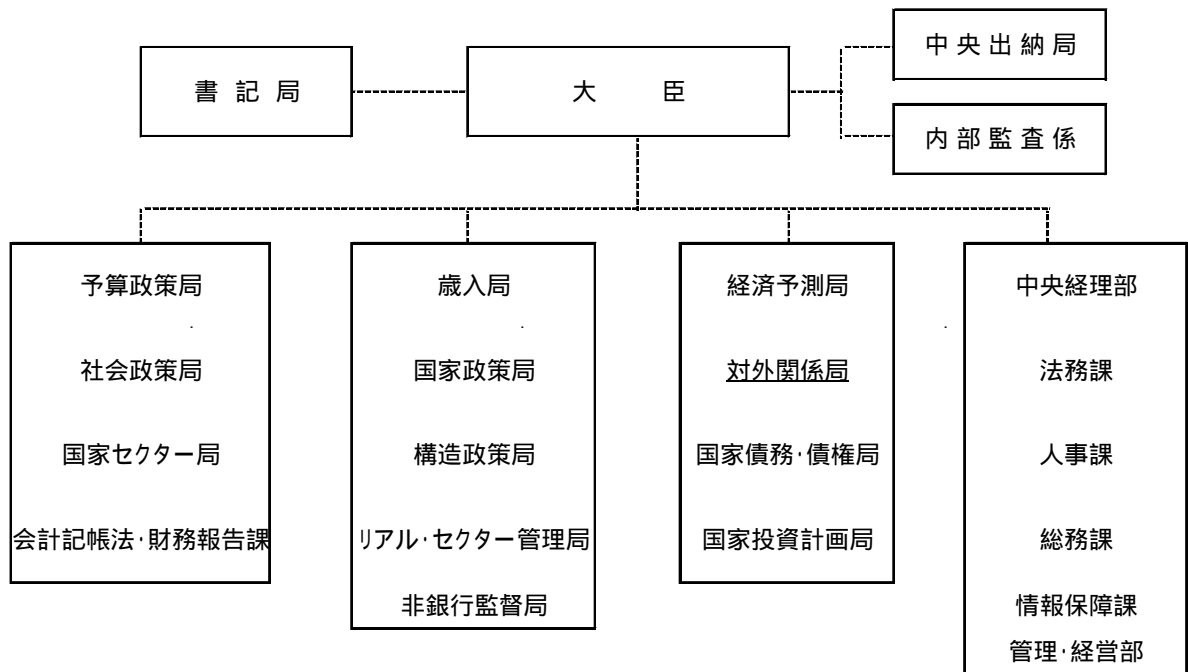 中央出納局
書記局
大臣
内部監査係
予算政策局
社会政策局
国家セクター局
会計記帳法･財務報告課
歳入局
国家政策局
構造政策局
リアル･セクター管理局
非銀行監督局
経済予測局
対外関係局
国家債務･債権局
国家投資計画局
中央経理部
法務課
人事課
総務課
情報保障課
管理･経営部